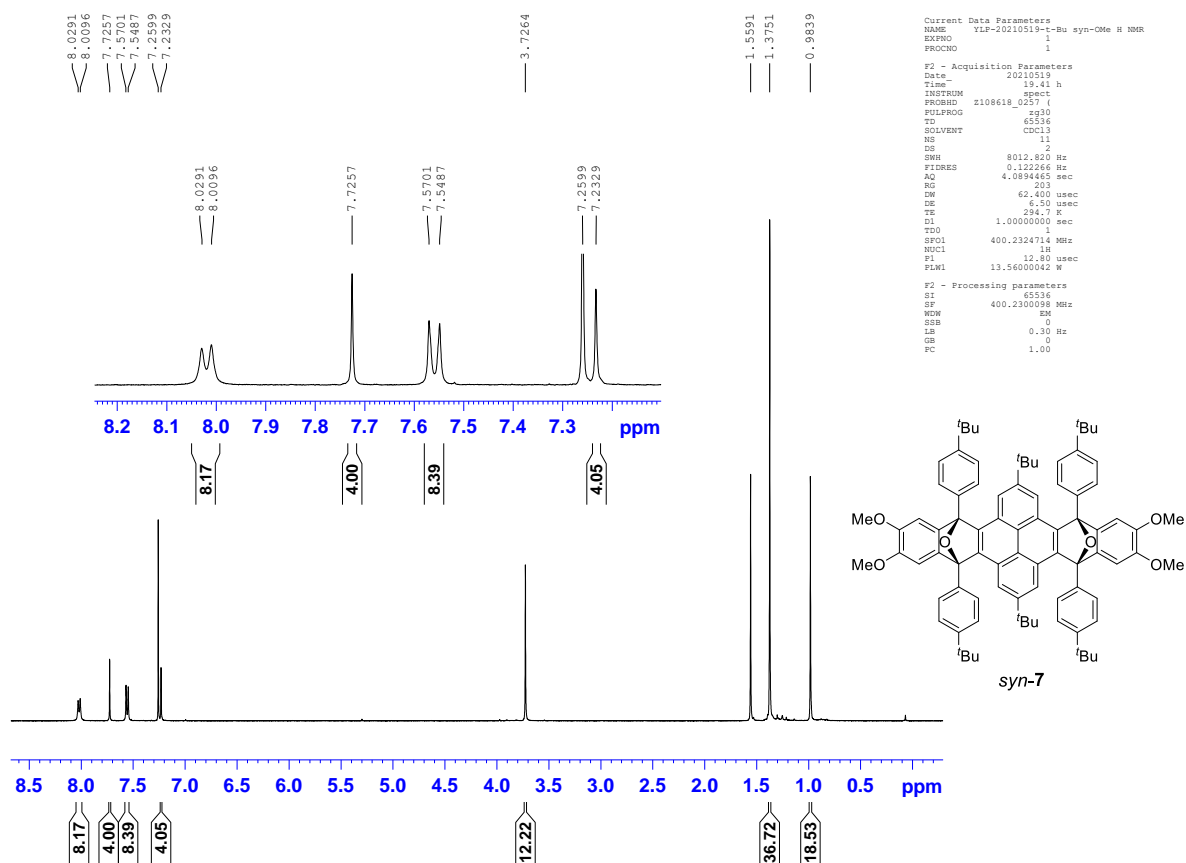 8.0291
8.0096
7.7257
7.5701
7.5487
7.2599
7.2329
3.7264
1.5591
1.3751
0.9839
8.0291
8.0096
7.7257
7.5701
7.5487
7.2599
7.2329
8.2 8.1 8.0 7.9 7.8 7.7 7.6 7.5 7.4 7.3 ppm
8.17 4.00 8.39 4.05
8.5 8.0 7.5 7.0 6.5 6.0 5.5 5.0 4.5 4.0 3.5 3.0 2.5 2.0 1.5 1.0 0.5 ppm
8.17 4.00 8.39 4.05 12.22 36.72 18.53
Current Data Parameters
NAME YLP-20210519-t-Bu syn-OMe H NMR
EXPNO 1
PROCNO 1
F2 - Acquisition Parameters
Date_ 20210519
Time 19.41 h
INSTRUM spect
PROBHD Z108618_0257 (
PULPROG zg30
TD 65536
SOLVENT CDCl3
NS 11
DS 2
SWH 8012.820 Hz
FIDRES 0.122266 Hz
AQ 4.0894465 sec
RG 203
DW 62.400 usec
DE 6.50 usec
TE 294.7 K
D1 1.00000000 sec
TD0 1
SFO1 400.2324714 MHz
NUC1 1H
P1 12.80 usec
PLW1 13.56000042 W
F2 - Processing parameters
SI 65536
SF 400.2300098 MHz
WDW EM
SSB 0
LB 0.30 Hz
GB 0
PC 1.00
tBu tBu
tBu
MeO O O OMe
MeO OMe
tBu
tBu tBu
syn-7